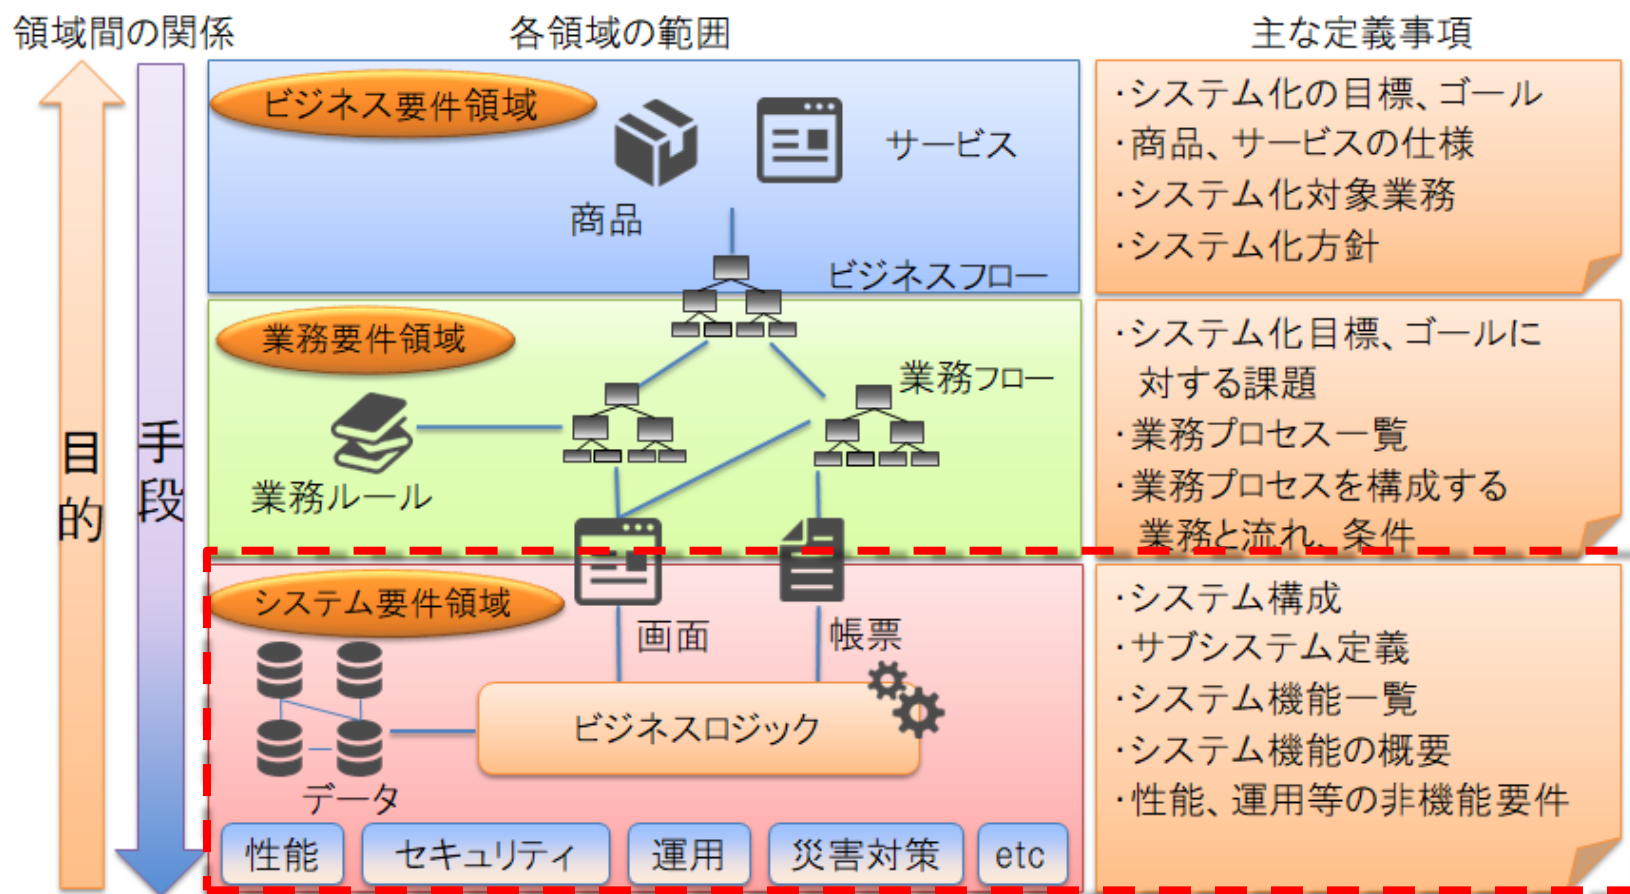 領域間の関係
各領域の範囲
主な定義事項
目的
手段
ビジネス要件領域
商品
サービス
ビジネスフロー
・システム化の目標、ゴール
・商品、サービスの仕様
・システム化対象業務
・システム化方針
業務要件領域
業務フロー
業務ルール
・システム化目標、ゴールに
対する課題
・業務プロセス一覧
・業務プロセスを構成する
業務と流れ、条件
システム要件領域
画面
帳票
ビジネスロジック
データ
性能
セキュリティ
運用
災害対策
etc
・システム構成
・サブシステム定義
・システム機能一覧
・システム機能の概要
・性能、運用等の非機能要件